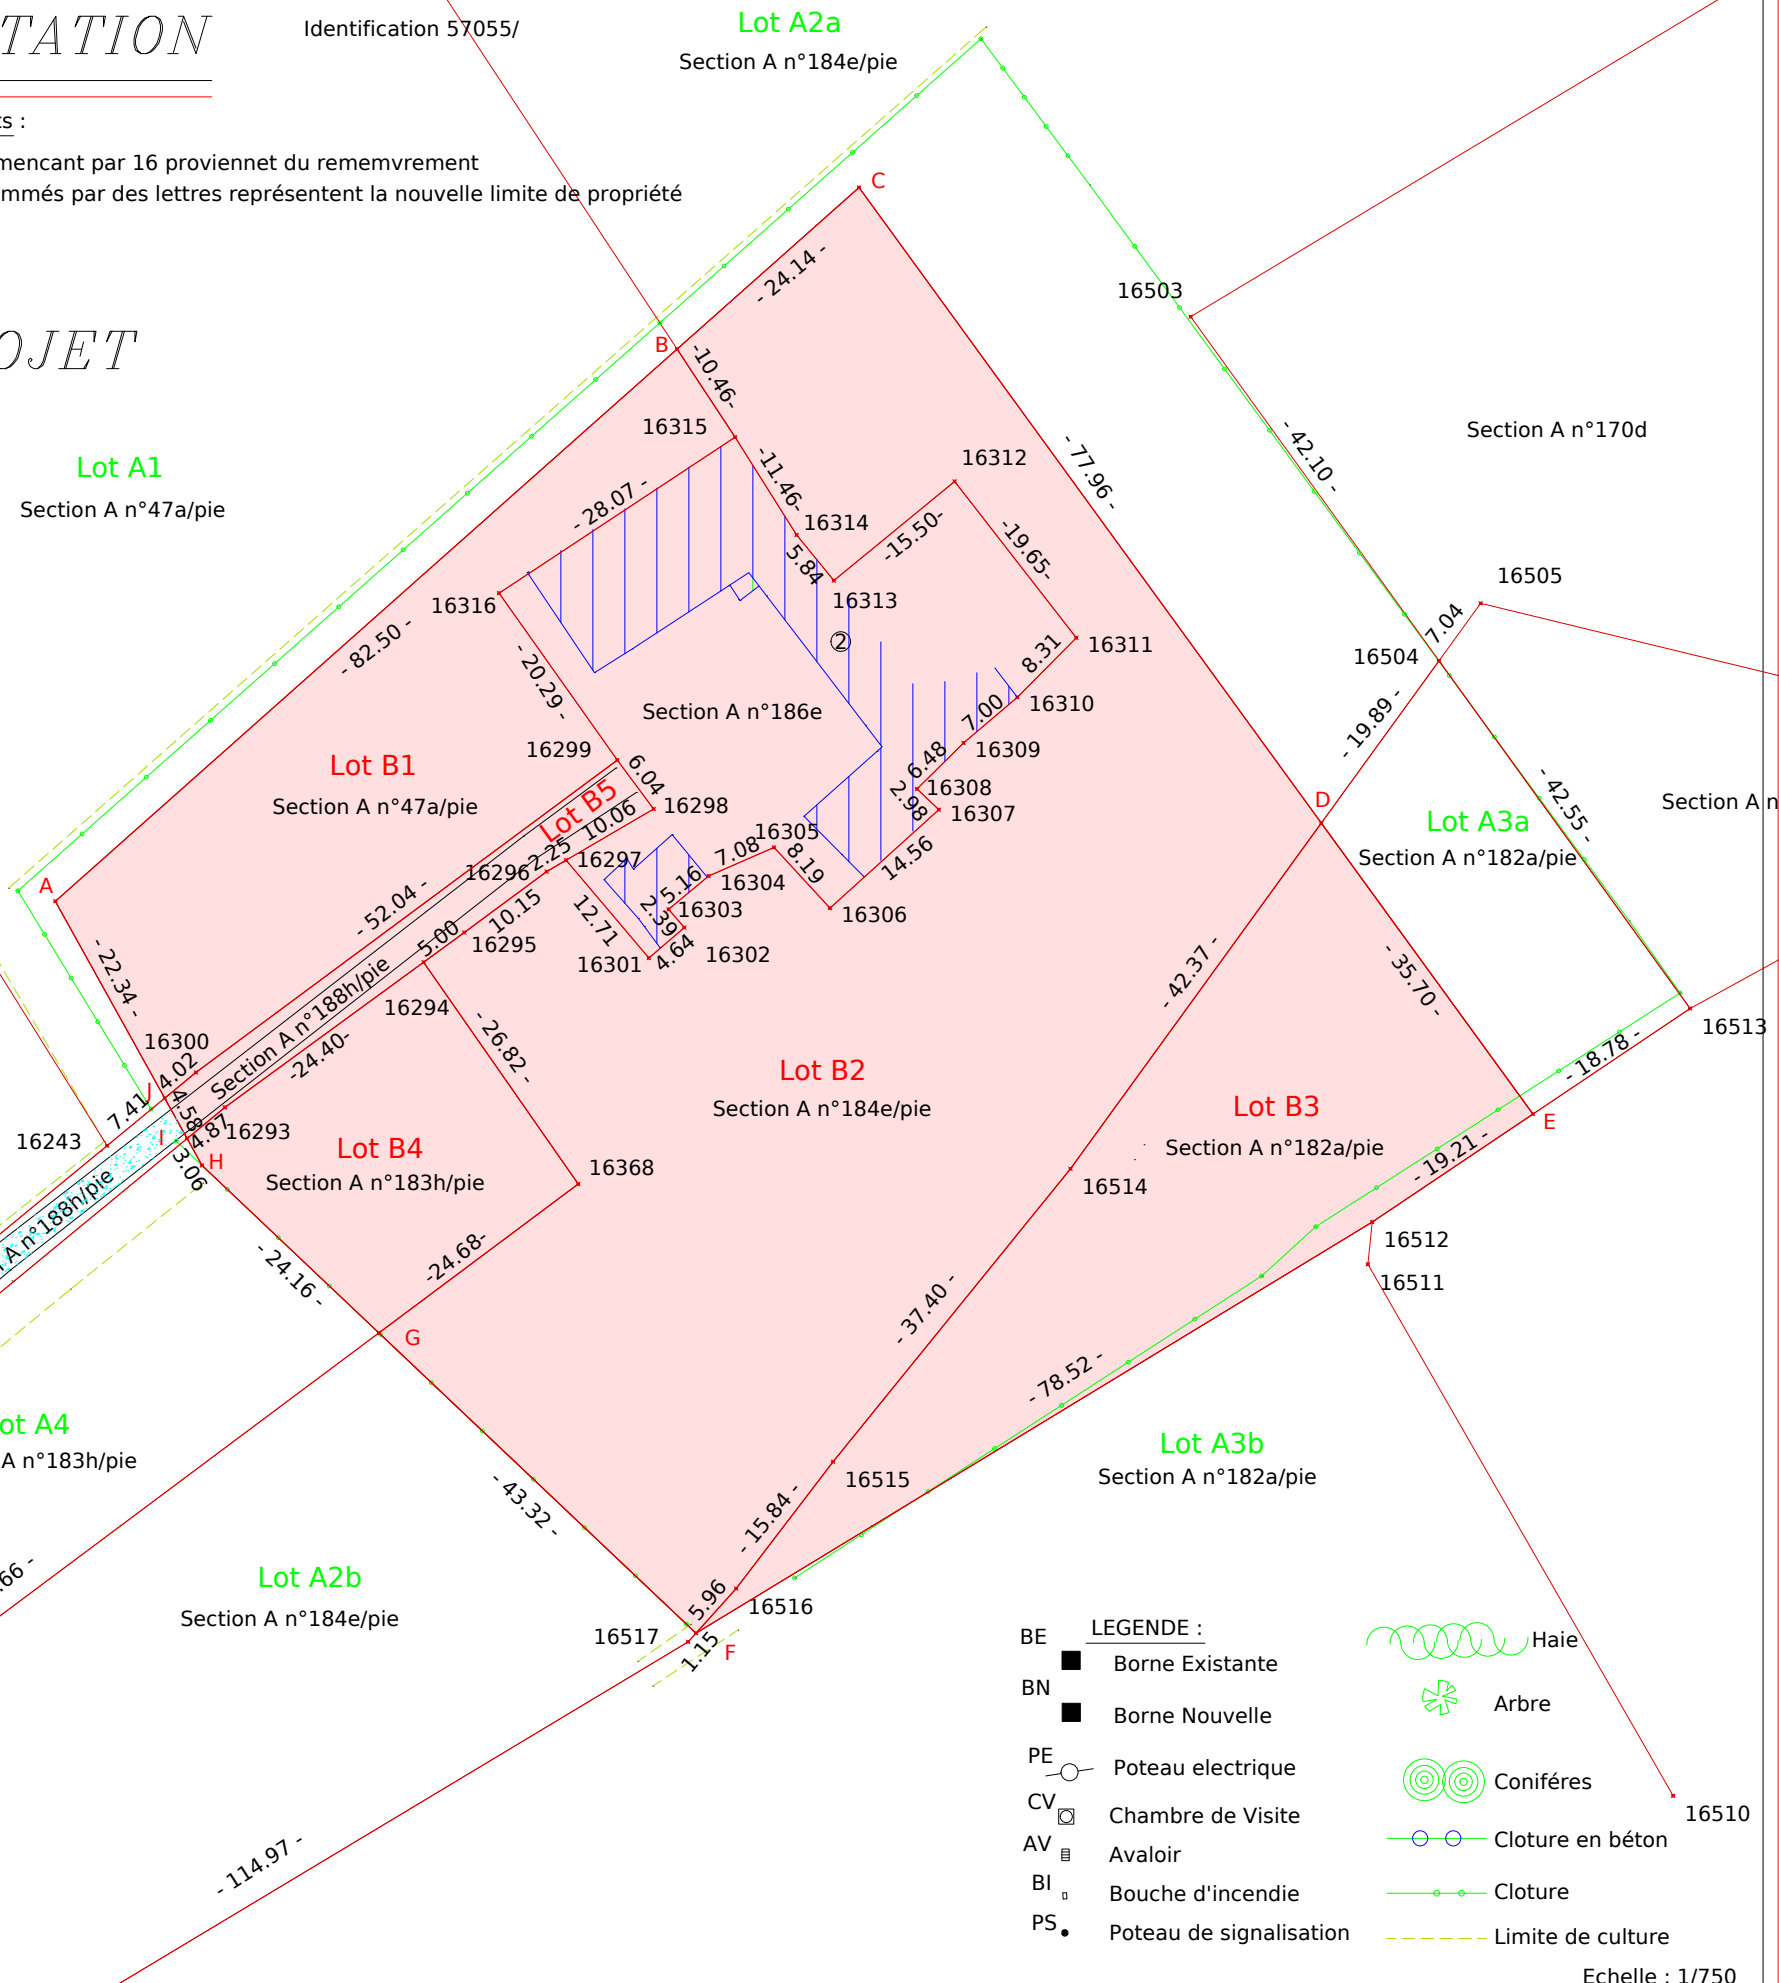 TATION
Identification 57055/
Lot A2a
Section A n°184e/pie
ts :
mencant par 16 proviennet du rememvrement
mmés par des lettres représentent la nouvelle limite de propriété
C
- 24.14 -
16503
OJET
B
-10.46-
16315
- 77.96 -
- 42.10 -
Section A n°170d
Lot A1
Section A n°47a/pie
16312
-11.46-
- 28.07 -
16314
-15.50-
-19.65-
5.84
16505
16316
16313
7.04
- 82.50 -
2
16311
8.31
16504
- 20.29 -
Section A n°186e
7.00
16310
- 19.89 -
16299
6.04
16309
6.48
Lot B1
Section A n°47a/pie
Lot B5
16308
2.98
16298
10.06
16307
D
- 42.55 -
Section A n
Lot A3a
Section A n°182a/pie
16305
2.25
16297
16296
7.08
8.19
14.56
5.16
16304
A
- 52.04 -
10.15
12.71
2.39
16303
16306
5.00
16295
4.64
16302
16301
- 22.34 -
- 42.37 -
- 35.70 -
Section A n°188h/pie
16294
16513
16300
4.02
-24.40-
- 26.82 -
- 18.78 -
J
7.41
4.58
Lot B2
Section A n°184e/pie
Lot B3
Section A n°182a/pie
E
16243
I
4.87
16293
3.06
H
Lot B4
Section A n°183h/pie
16368
- 19.21 -
16514
A n°188h/pie
-24.68-
- 24.16 -
16512
16511
- 37.40 -
G
- 78.52 -
ot A4
A n°183h/pie
Lot A3b
Section A n°182a/pie
16515
- 43.32 -
- 15.84 -
.66 -
Lot A2b
Section A n°184e/pie
5.96
16516
16517
1.15
F
- 114.97 -
LEGENDE :
BE
Borne Existante
BN
Borne Nouvelle
PE
Poteau electrique
CV
Chambre de Visite
AV
Avaloir
BI
Bouche d'incendie
PS
Poteau de signalisation
Haie
Arbre
Coniféres
16510
Cloture en béton
Cloture
Limite de culture
Echelle : 1/750